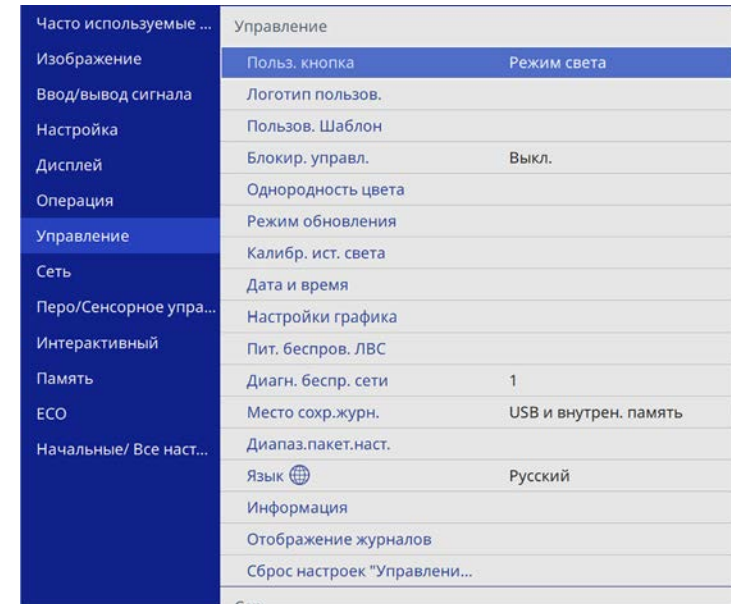 Часто используемые ...
Изображение
Ввод/вывод сигнала
Настройка
Дисплей
Операция
Управление
Сеть
Перо/Сенсорное упра...
Интерактивный
Память
ECO
Начальные/ Все наст...
Управление
Польз. кнопка Режим света
Логотип пользов.
Пользов. Шаблон
Блокир. управл. Выкл.
Однородность цвета
Режим обновления
Калибр. ист. света
Дата и время
Настройки графика
Пит. беспров. ЛВС
Диагн. беспр. сети 1
Место сохр.журн. USB и внутрен. память
Диапаз.пакет.наст.
Язык Русский
Информация
Отображение журналов
Сброс настроек "Управлени...